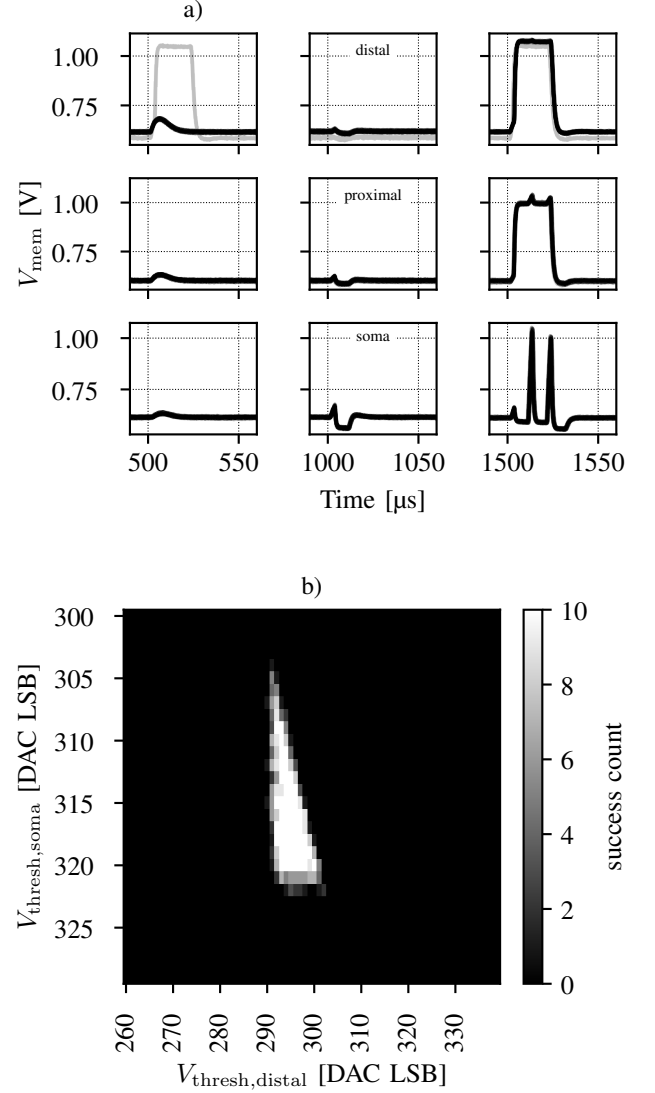 a)
1.00
0.75
distal
1.00
0.75
proximal
1.00
0.75
soma
V_mem [V]
500 550 1000 1050 1500 1550
Time [µs]
b)
300
305
310
315
320
325
V_thresh,soma [DAC LSB]
260 270 280 290 300 310 320 330
V_thresh,distal [DAC LSB]
10
8
6
4
2
0
success count